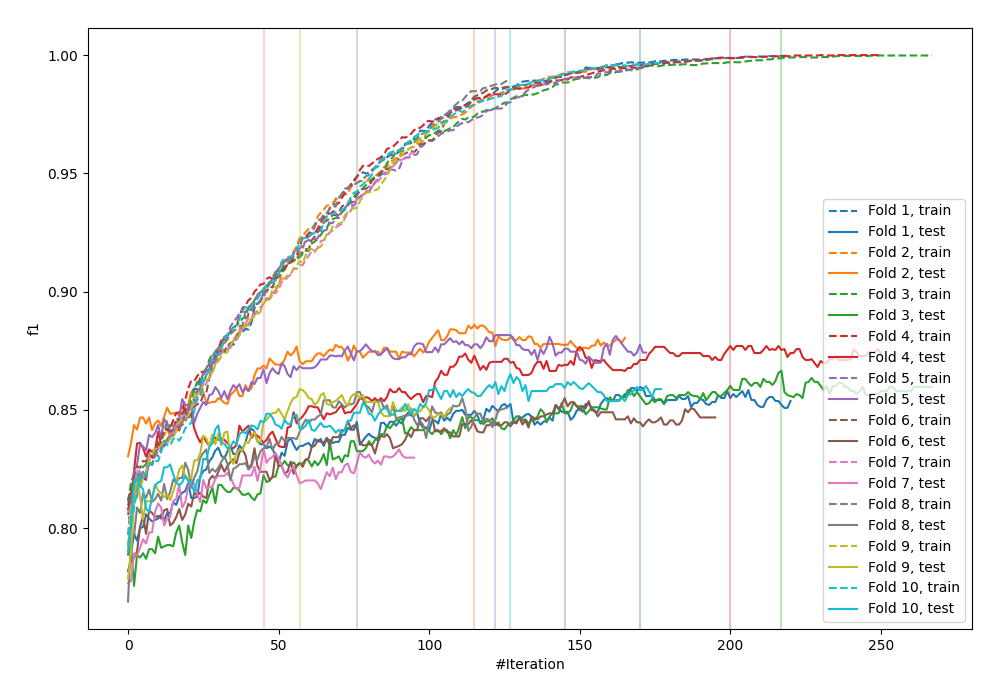 1.00
0.95
0.90
0.85
0.80
f1
0 50 100 150 200 250
#Iteration
Fold 1, train
Fold 1, test
Fold 2, train
Fold 2, test
Fold 3, train
Fold 3, test
Fold 4, train
Fold 4, test
Fold 5, train
Fold 5, test
Fold 6, train
Fold 6, test
Fold 7, train
Fold 7, test
Fold 8, train
Fold 8, test
Fold 9, train
Fold 9, test
Fold 10, train
Fold 10, test